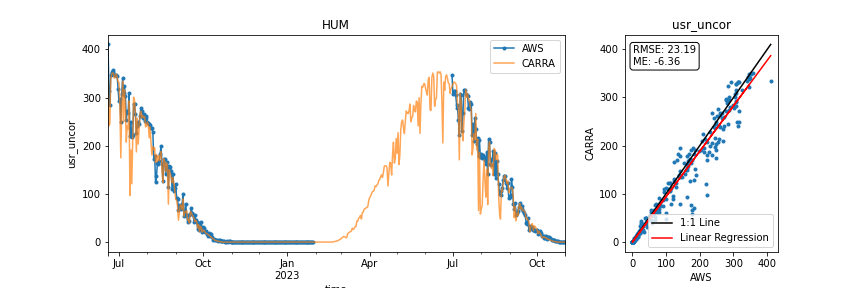 HUM
usr_uncor
400
300
200
100
0
usr_uncor
AWS
CARRA
Jul
Oct
Jan
2023
Apr
Jul
Oct
time
RMSE: 23.19
ME: -6.36
400
300
200
100
0
CARRA
1:1 Line
Linear Regression
0
100
200
300
400
AWS